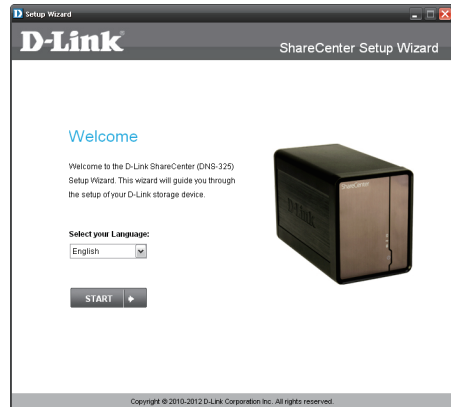 D Setup Wizard
D-Link
ShareCenter Setup Wizard
Welcome
Welcome to the D-Link ShareCenter (DNS-325)
Setup Wizard. This wizard will guide you through
the setup of your D-Link storage device.
ShareCenter
D-Link
Select your Language:
English
START
Copyright © 2010-2012 D-Link Corporation Inc. All rights reserved.